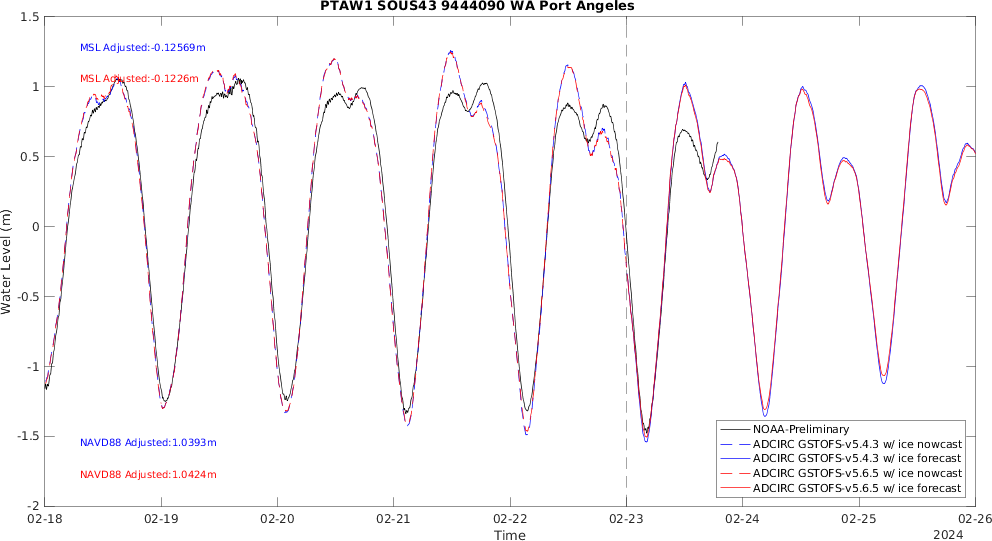 PTAW1 SOUS43 9444090 WA Port Angeles
1.5
1
0.5
0
-0.5
-1
-1.5
-2
Water Level (m)
MSL Adjusted:-0.12569m
MSL Adjusted:-0.1226m
NAVD88 Adjusted:1.0393m
NAVD88 Adjusted:1.0424m
NOAA-Preliminary
ADCIRC GSTOFS-v5.4.3 w/ ice nowcast
ADCIRC GSTOFS-v5.4.3 w/ ice forecast
ADCIRC GSTOFS-v5.6.5 w/ ice nowcast
ADCIRC GSTOFS-v5.6.5 w/ ice forecast
02-18 02-19 02-20 02-21 02-22 02-23 02-24 02-25 02-26
Time
2024